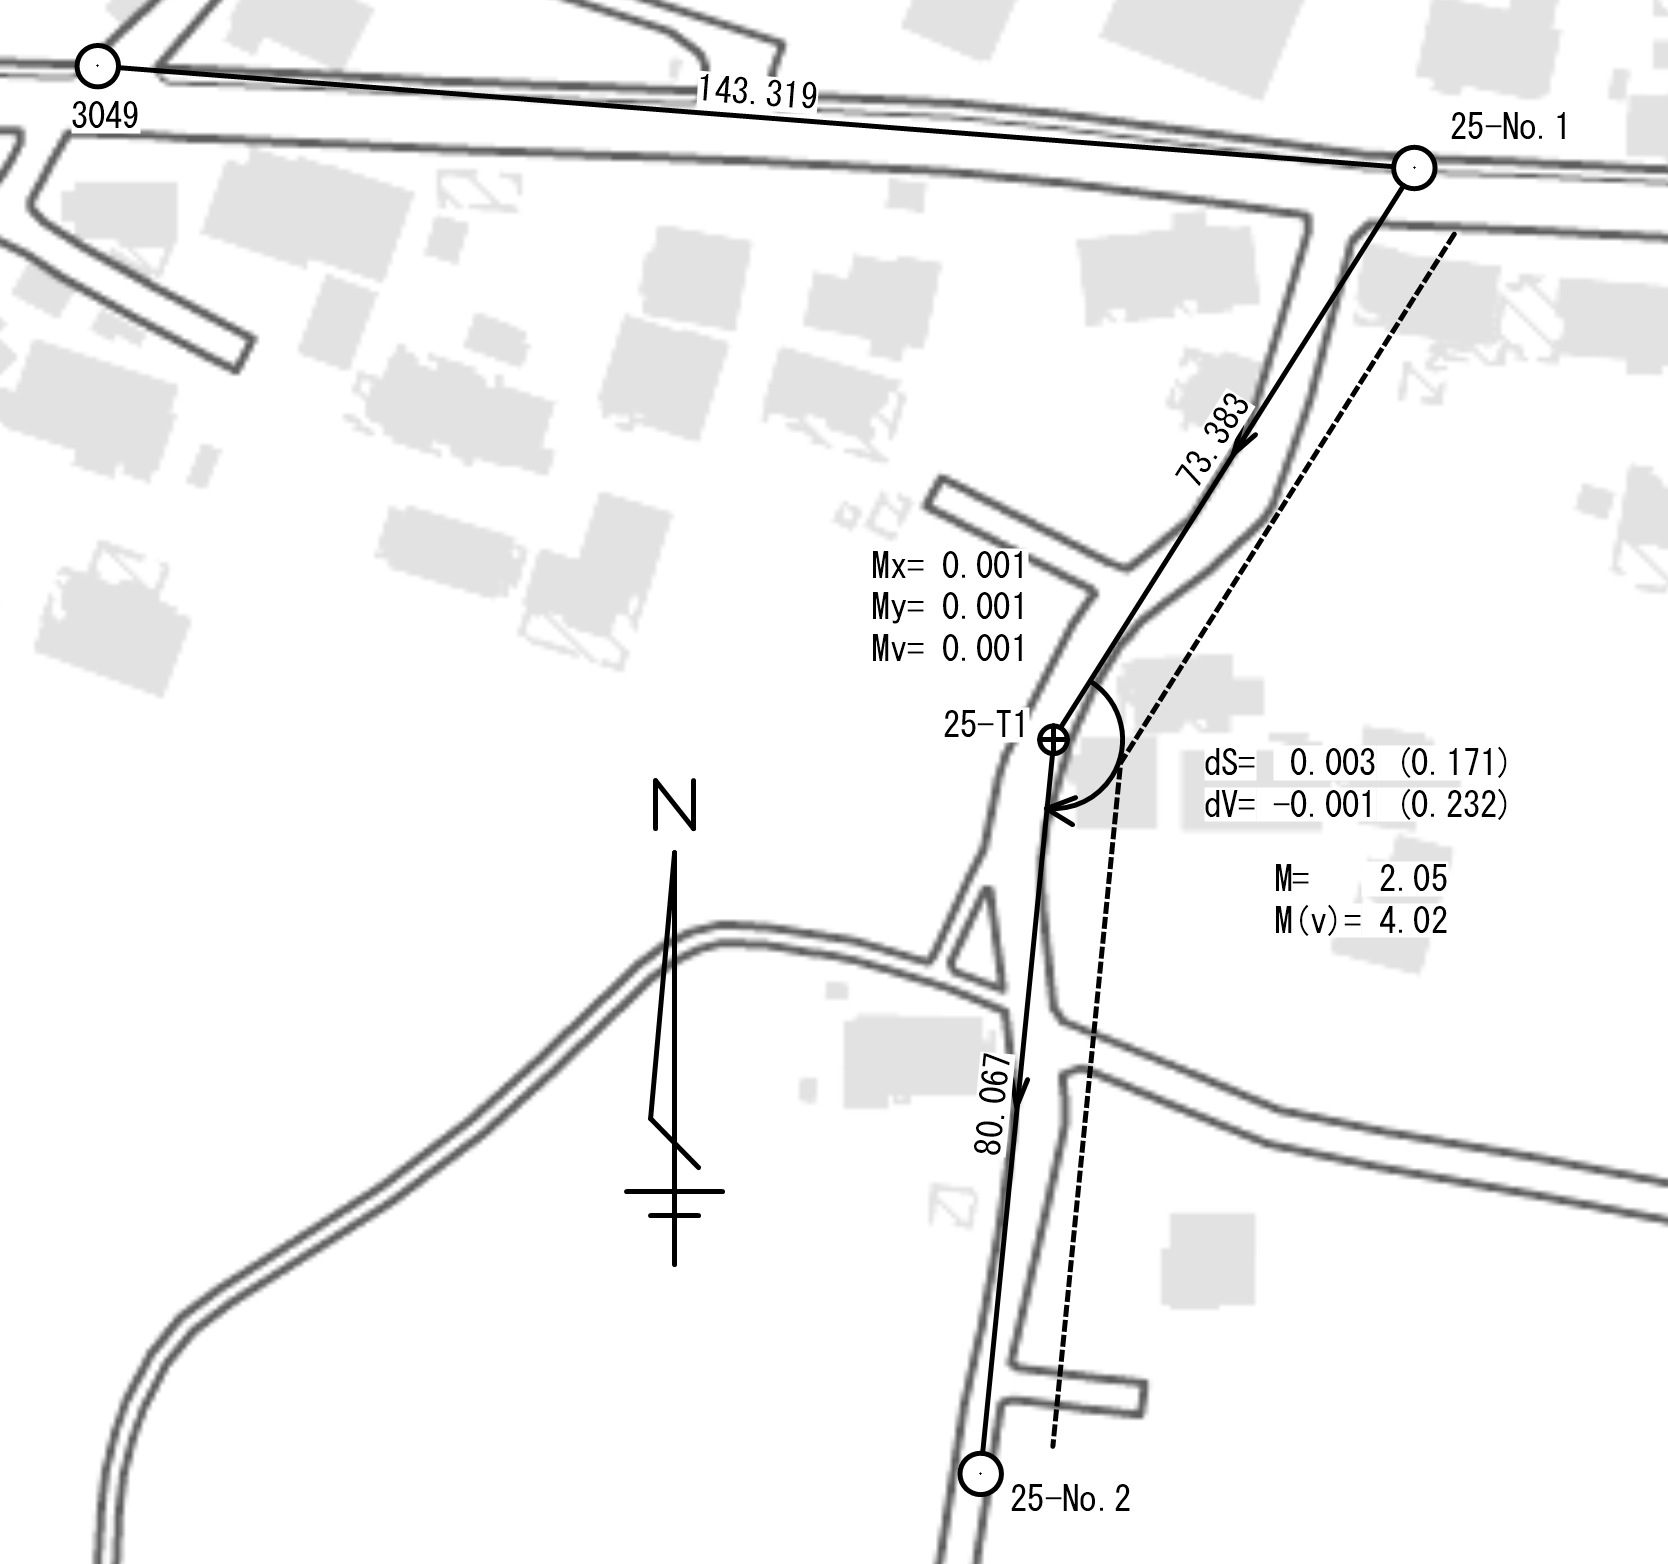 143.319
3049
25-No.1
73.383
Mx= 0.001
My= 0.001
Mv= 0.001
25-T1
dS= 0.003 (0.171)
dV= -0.001 (0.232)
N
M= 2.05
M(v)= 4.02
80.067
25-No.2